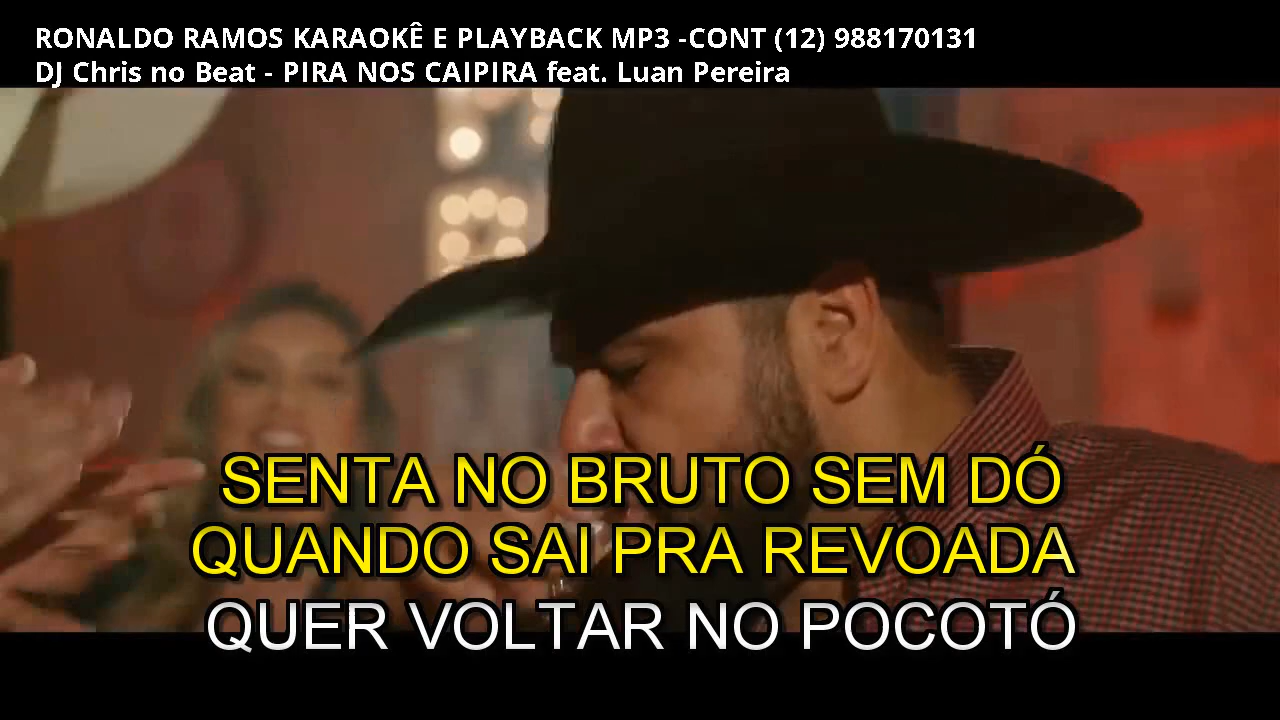 RONALDO RAMOS KARAOKÊ E PLAYBACK MP3 -CONT (12) 988170131
DJ Chris no Beat - PIRA NOS CAIPIRA feat. Luan Pereira
SENTA NO BRUTO SEM DÓ
QUANDO SAI PRA REVOADA
QUER VOLTAR NO POCOTÓ